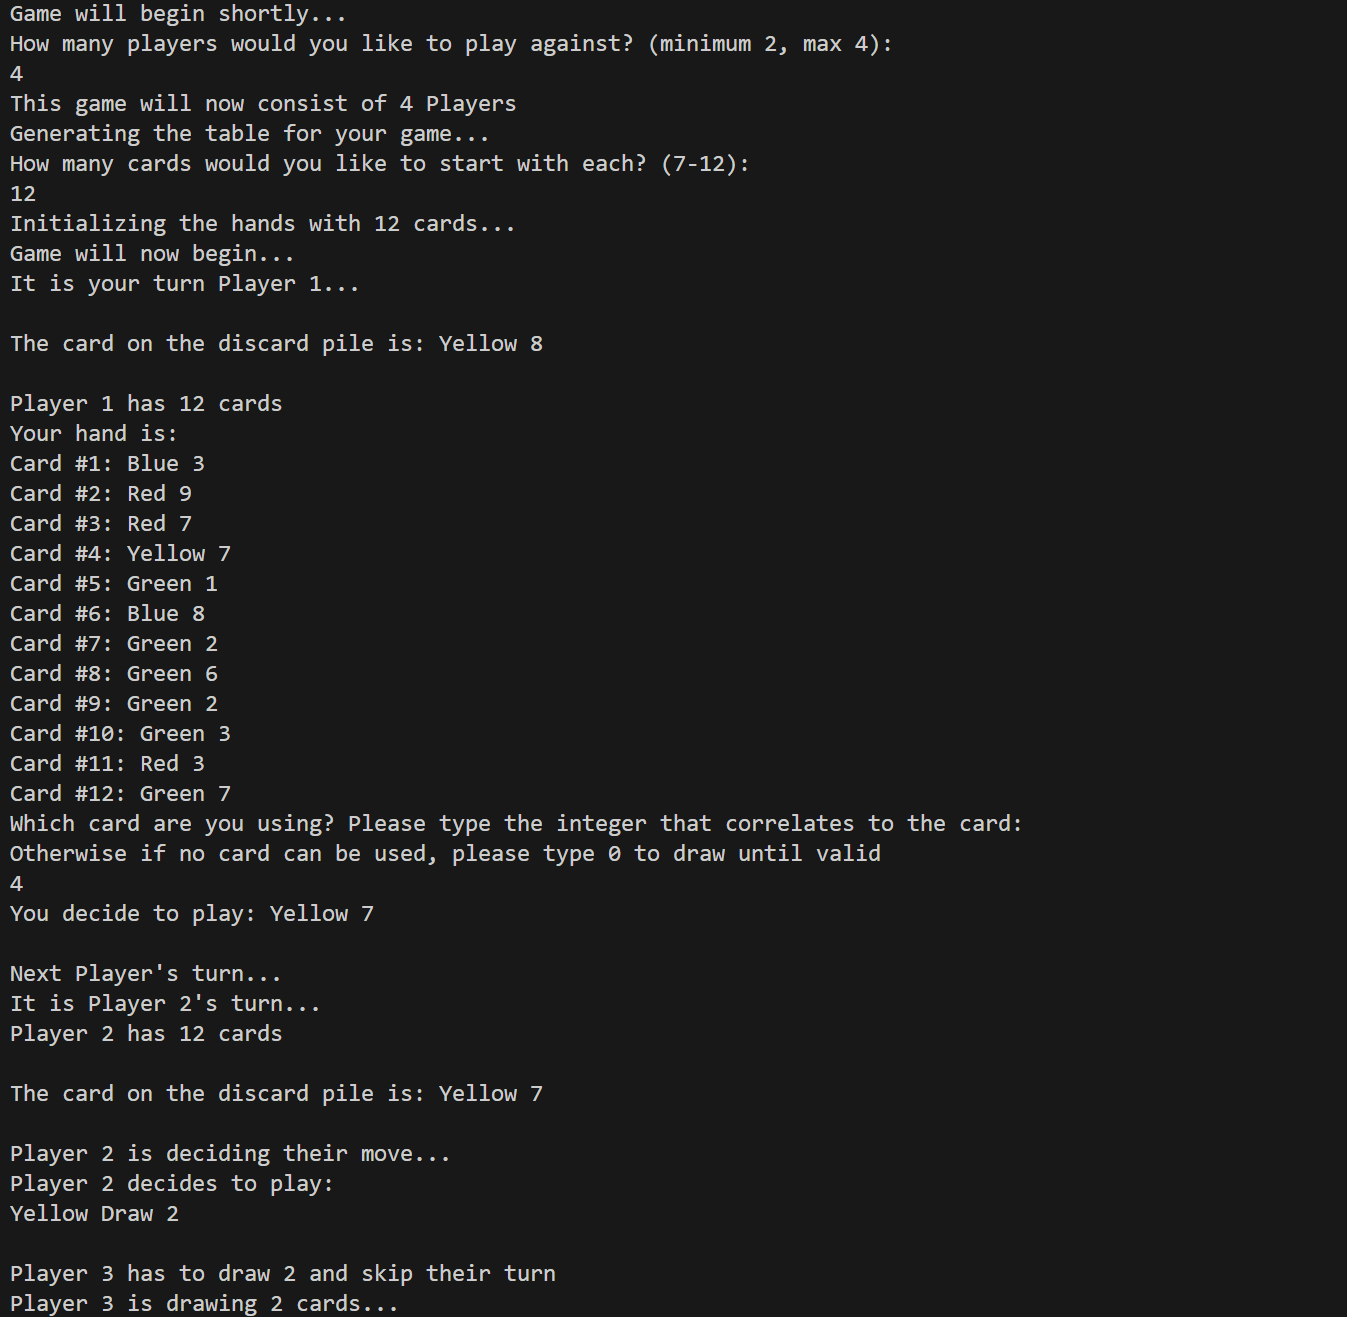 Game will begin shortly...
How many players would you like to play against? (minimum 2, max 4):
4
This game will now consist of 4 Players
Generating the table for your game...
How many cards would you like to start with each? (7-12):
12
Initializing the hands with 12 cards...
Game will now begin...
It is your turn Player 1...

The card on the discard pile is: Yellow 8

Player 1 has 12 cards
Your hand is:
Card #1: Blue 3
Card #2: Red 9
Card #3: Red 7
Card #4: Yellow 7
Card #5: Green 1
Card #6: Blue 8
Card #7: Green 2
Card #8: Green 6
Card #9: Green 2
Card #10: Green 3
Card #11: Red 3
Card #12: Green 7
Which card are you using? Please type the integer that correlates to the card:
Otherwise if no card can be used, please type 0 to draw until valid
4
You decide to play: Yellow 7

Next Player's turn...
It is Player 2's turn...
Player 2 has 12 cards

The card on the discard pile is: Yellow 7

Player 2 is deciding their move...
Player 2 decides to play:
Yellow Draw 2

Player 3 has to draw 2 and skip their turn
Player 3 is drawing 2 cards...